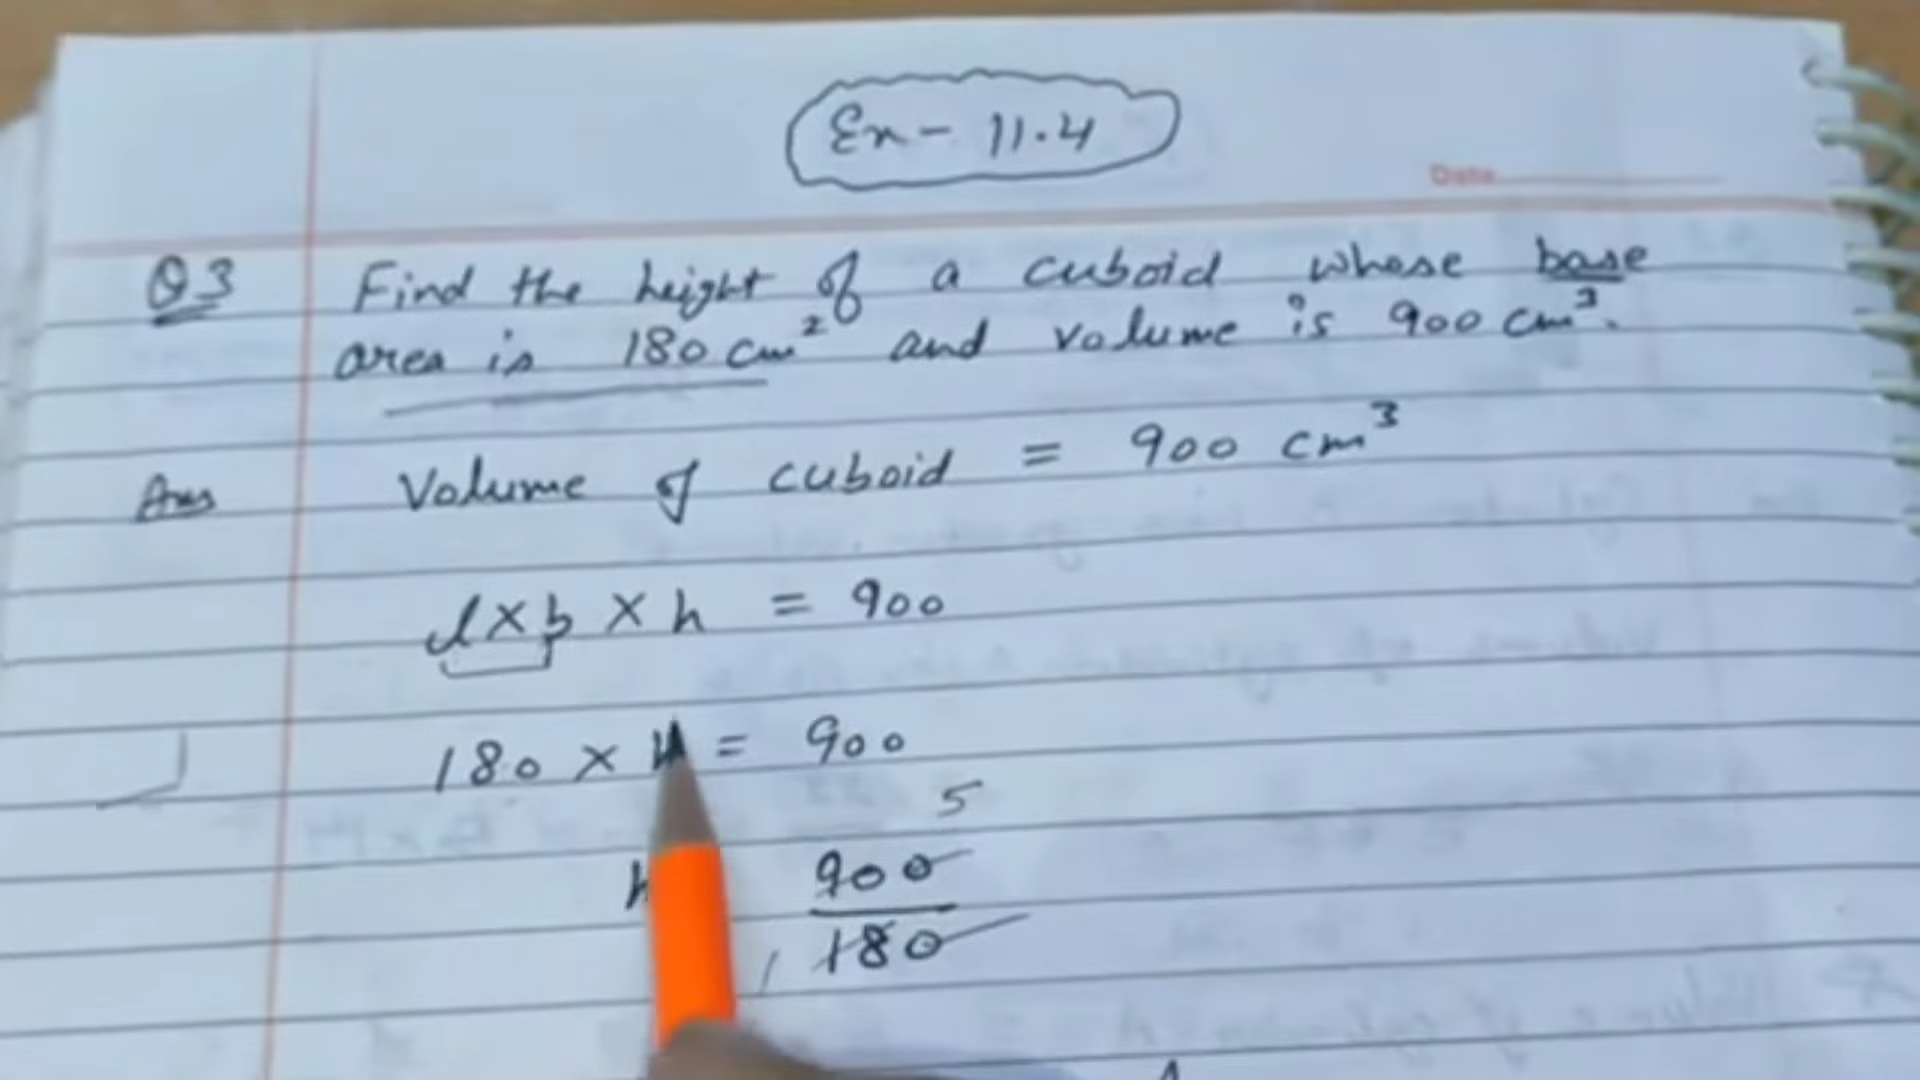 Ex - 11.4
Date
Q3 Find the height of a cuboid whose base
area is 180 cm² and volume is 900 cm³.
Ans Volume of cuboid = 900 cm³
l × b × h = 900
180 × h = 900
5
h 900
1 180